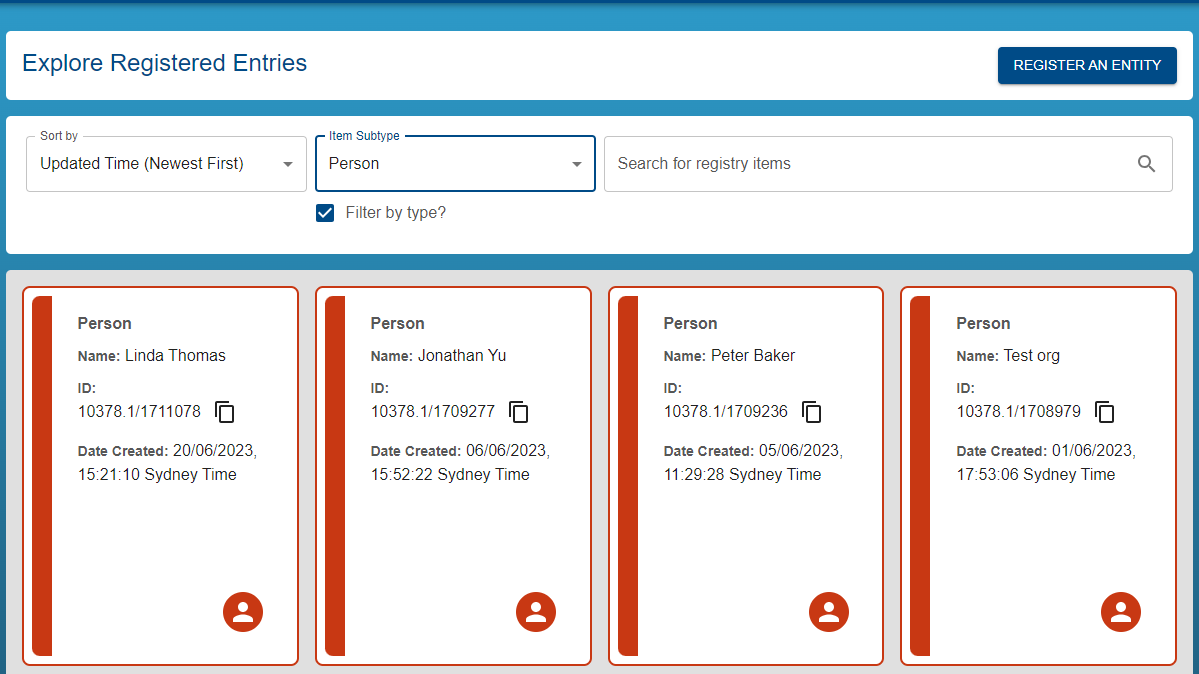 Explore Registered Entries
REGISTER AN ENTITY
Sort by
Updated Time (Newest First)
Item Subtype
Person
Search for registry items
Filter by type?
Person
Name: Linda Thomas
ID:
10378.1/1711078
Date Created: 20/06/2023,
15:21:10 Sydney Time
Person
Name: Jonathan Yu
ID:
10378.1/1709277
Date Created: 06/06/2023,
15:52:22 Sydney Time
Person
Name: Peter Baker
ID:
10378.1/1709236
Date Created: 05/06/2023,
11:29:28 Sydney Time
Person
Name: Test org
ID:
10378.1/1708979
Date Created: 01/06/2023,
17:53:06 Sydney Time